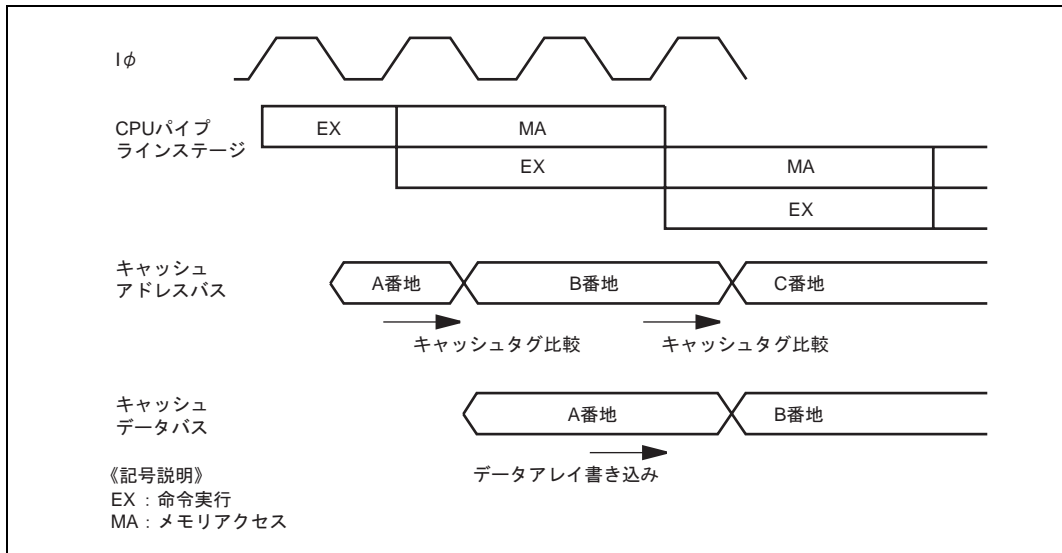 Iφ
CPUパイプ
ラインステージ
EX
MA
EX
MA
EX
キャッシュ
アドレスバス
A番地
B番地
C番地
キャッシュタグ比較
キャッシュタグ比較
キャッシュ
データバス
A番地
B番地
データアレイ書き込み
《記号説明》
EX：命令実行
MA：メモリアクセス